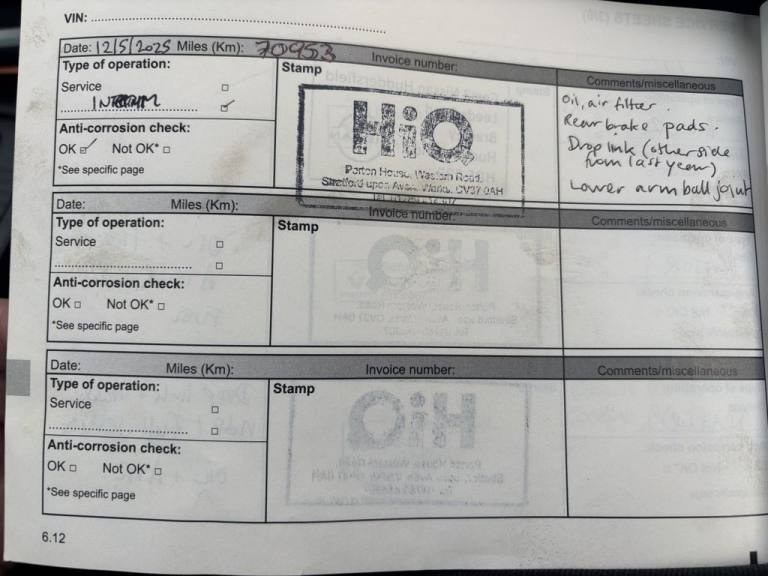 VIN:
Date: 12/5/2025 Miles (Km): 70953 Invoice number:
Type of operation:
Service
INTERIM
Anti-corrosion check:
OK Not OK*
*See specific page
Stamp
HiQ
Porton House, Western Road,
Stratford upon Avon, Warks. CV37 0AH
Comments/miscellaneous
Oil, air filter.
Rear brake pads.
Drop link (other side
from last year)
Lower arm ball joint
Date: Miles (Km): Invoice number:
Type of operation:
Service
Anti-corrosion check:
OK Not OK*
*See specific page
Stamp
Comments/miscellaneous
Date: Miles (Km): Invoice number:
Type of operation:
Service
Anti-corrosion check:
OK Not OK*
*See specific page
Stamp
Comments/miscellaneous
6.12